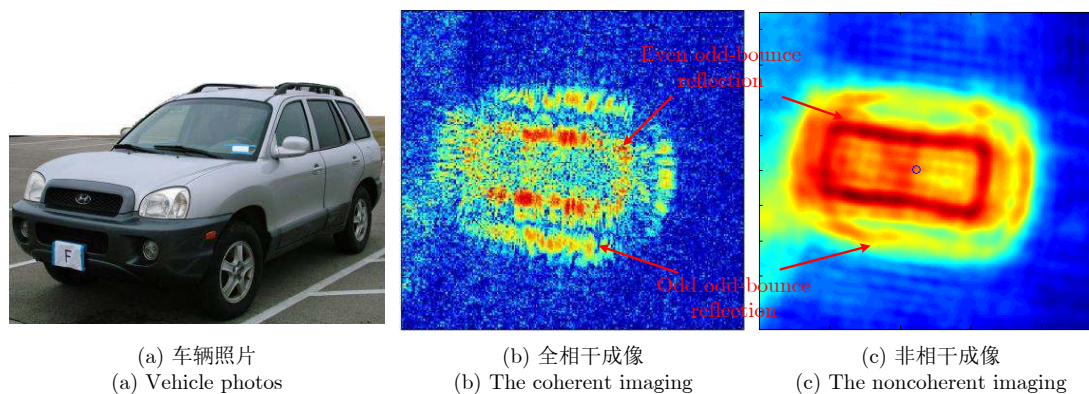 F
Even odd-bounce
reflection
Odd odd-bounce
reflection
(a) 车辆照片
(a) Vehicle photos
(b) 全相干成像
(b) The coherent imaging
(c) 非相干成像
(c) The noncoherent imaging